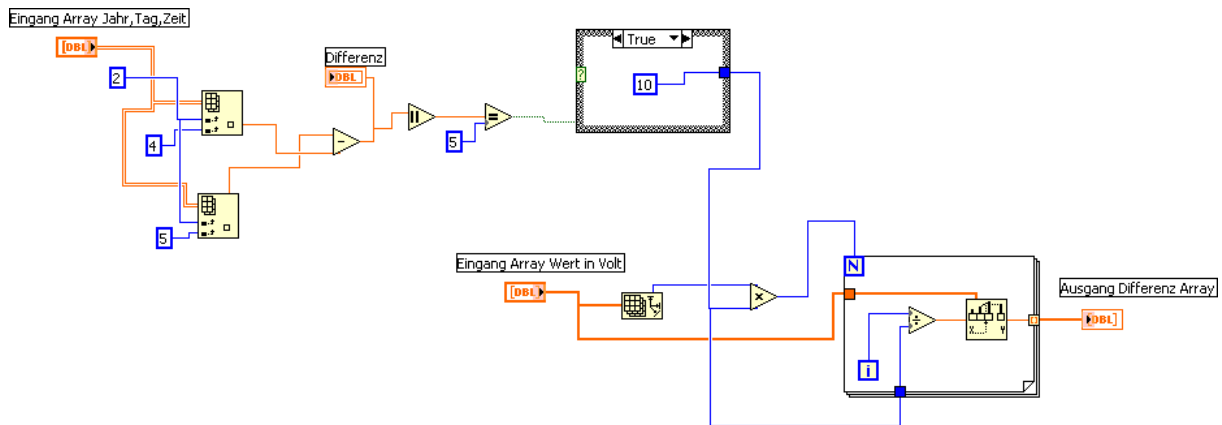 Eingang Array Jahr,Tag,Zeit
[DBL]
2
4
5
Differenz
DBL
5
=
-
True
?
10
Eingang Array Wert in Volt
[DBL]
x
N
÷
i
X Y
Ausgang Differenz Array
DBL]